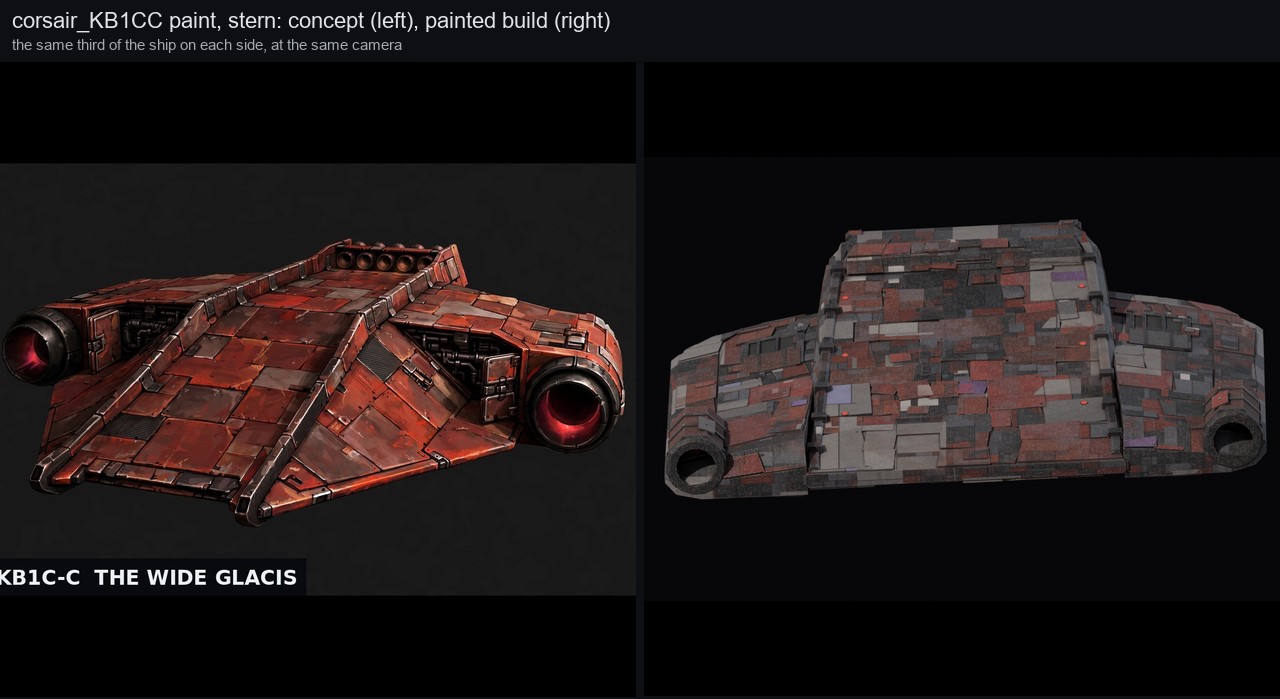 corsair_KB1CC paint, stern: concept (left), painted build (right)
the same third of the ship on each side, at the same camera
KB1C-C THE WIDE GLACIS